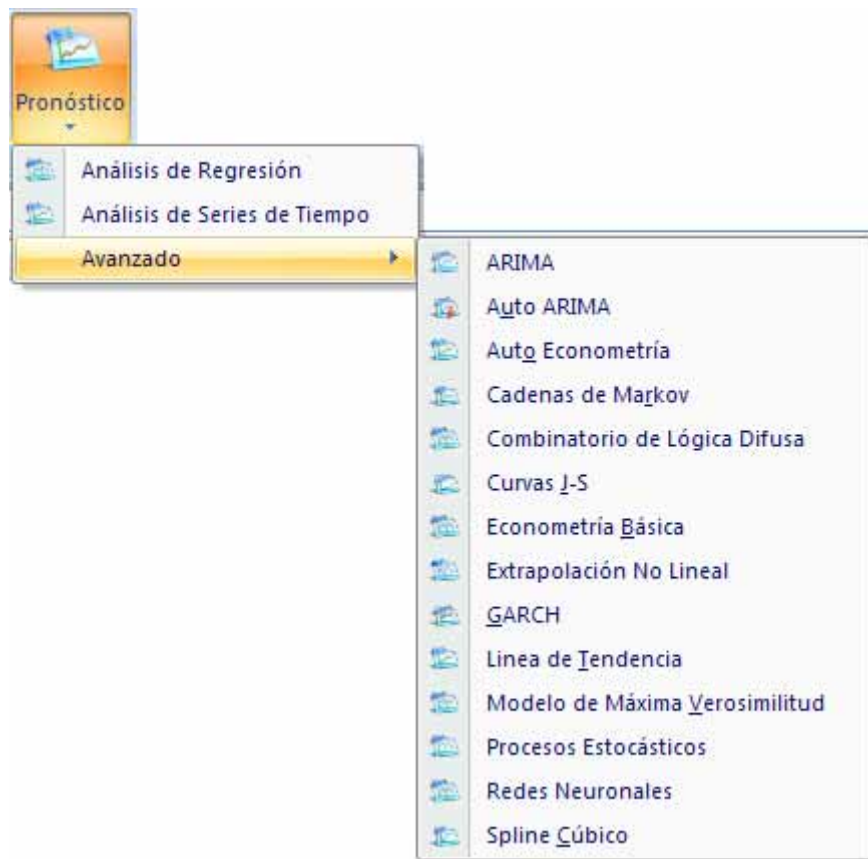 Pronóstico
Análisis de Regresión
Análisis de Series de Tiempo
Avanzado
ARIMA
Auto ARIMA
Auto Econometría
Cadenas de Markov
Combinatorio de Lógica Difusa
Curvas J-S
Econometría Básica
Extrapolación No Lineal
GARCH
Linea de Tendencia
Modelo de Máxima Verosimilitud
Procesos Estocásticos
Redes Neuronales
Spline Cúbico